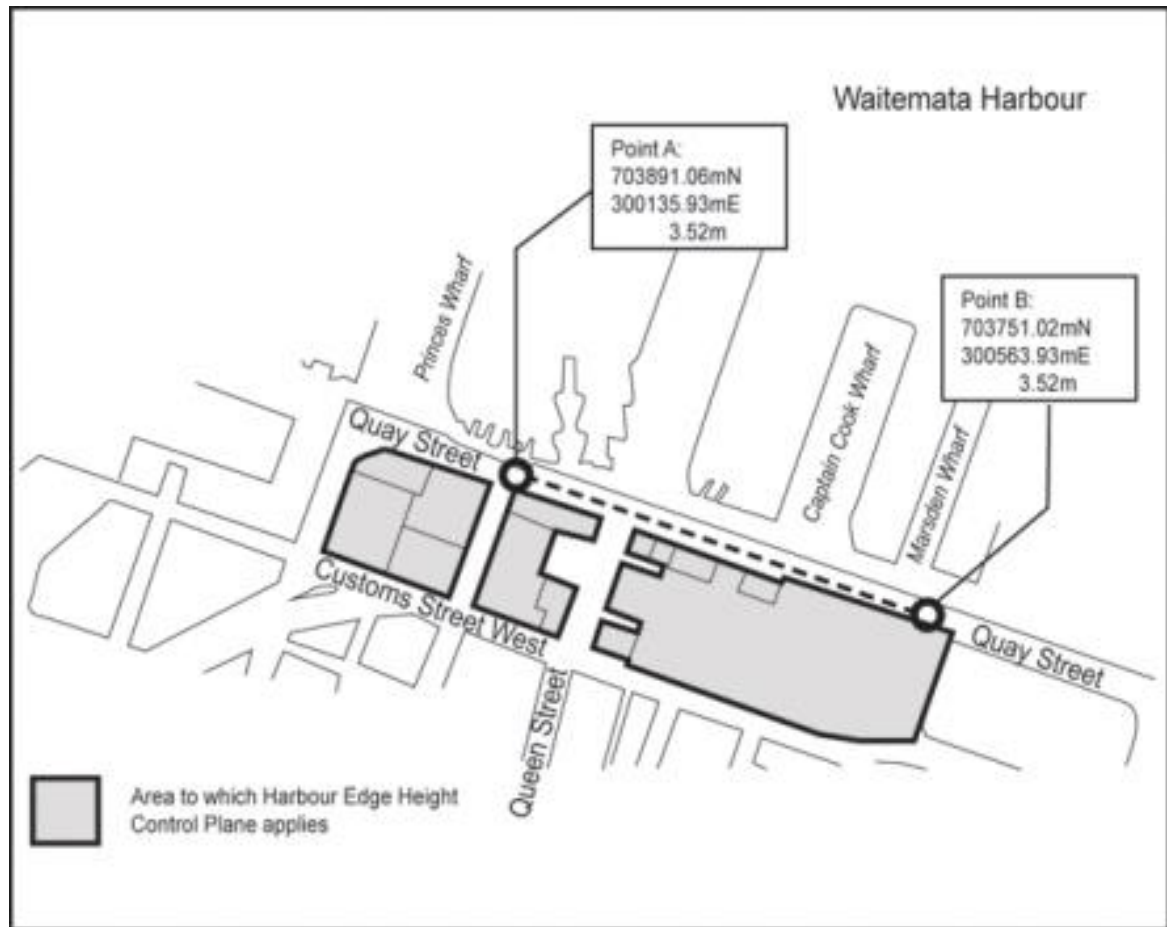 Waitemata Harbour
Point A:
703891.06mN
300135.93mE
3.52m
Point B:
703751.02mN
300563.93mE
3.52m
Princes Wharf
Captain Cook Wharf
Marsden Wharf
Quay Street
Customs Street West
Quay Street
Queen Street
Area to which Harbour Edge Height
Control Plane applies